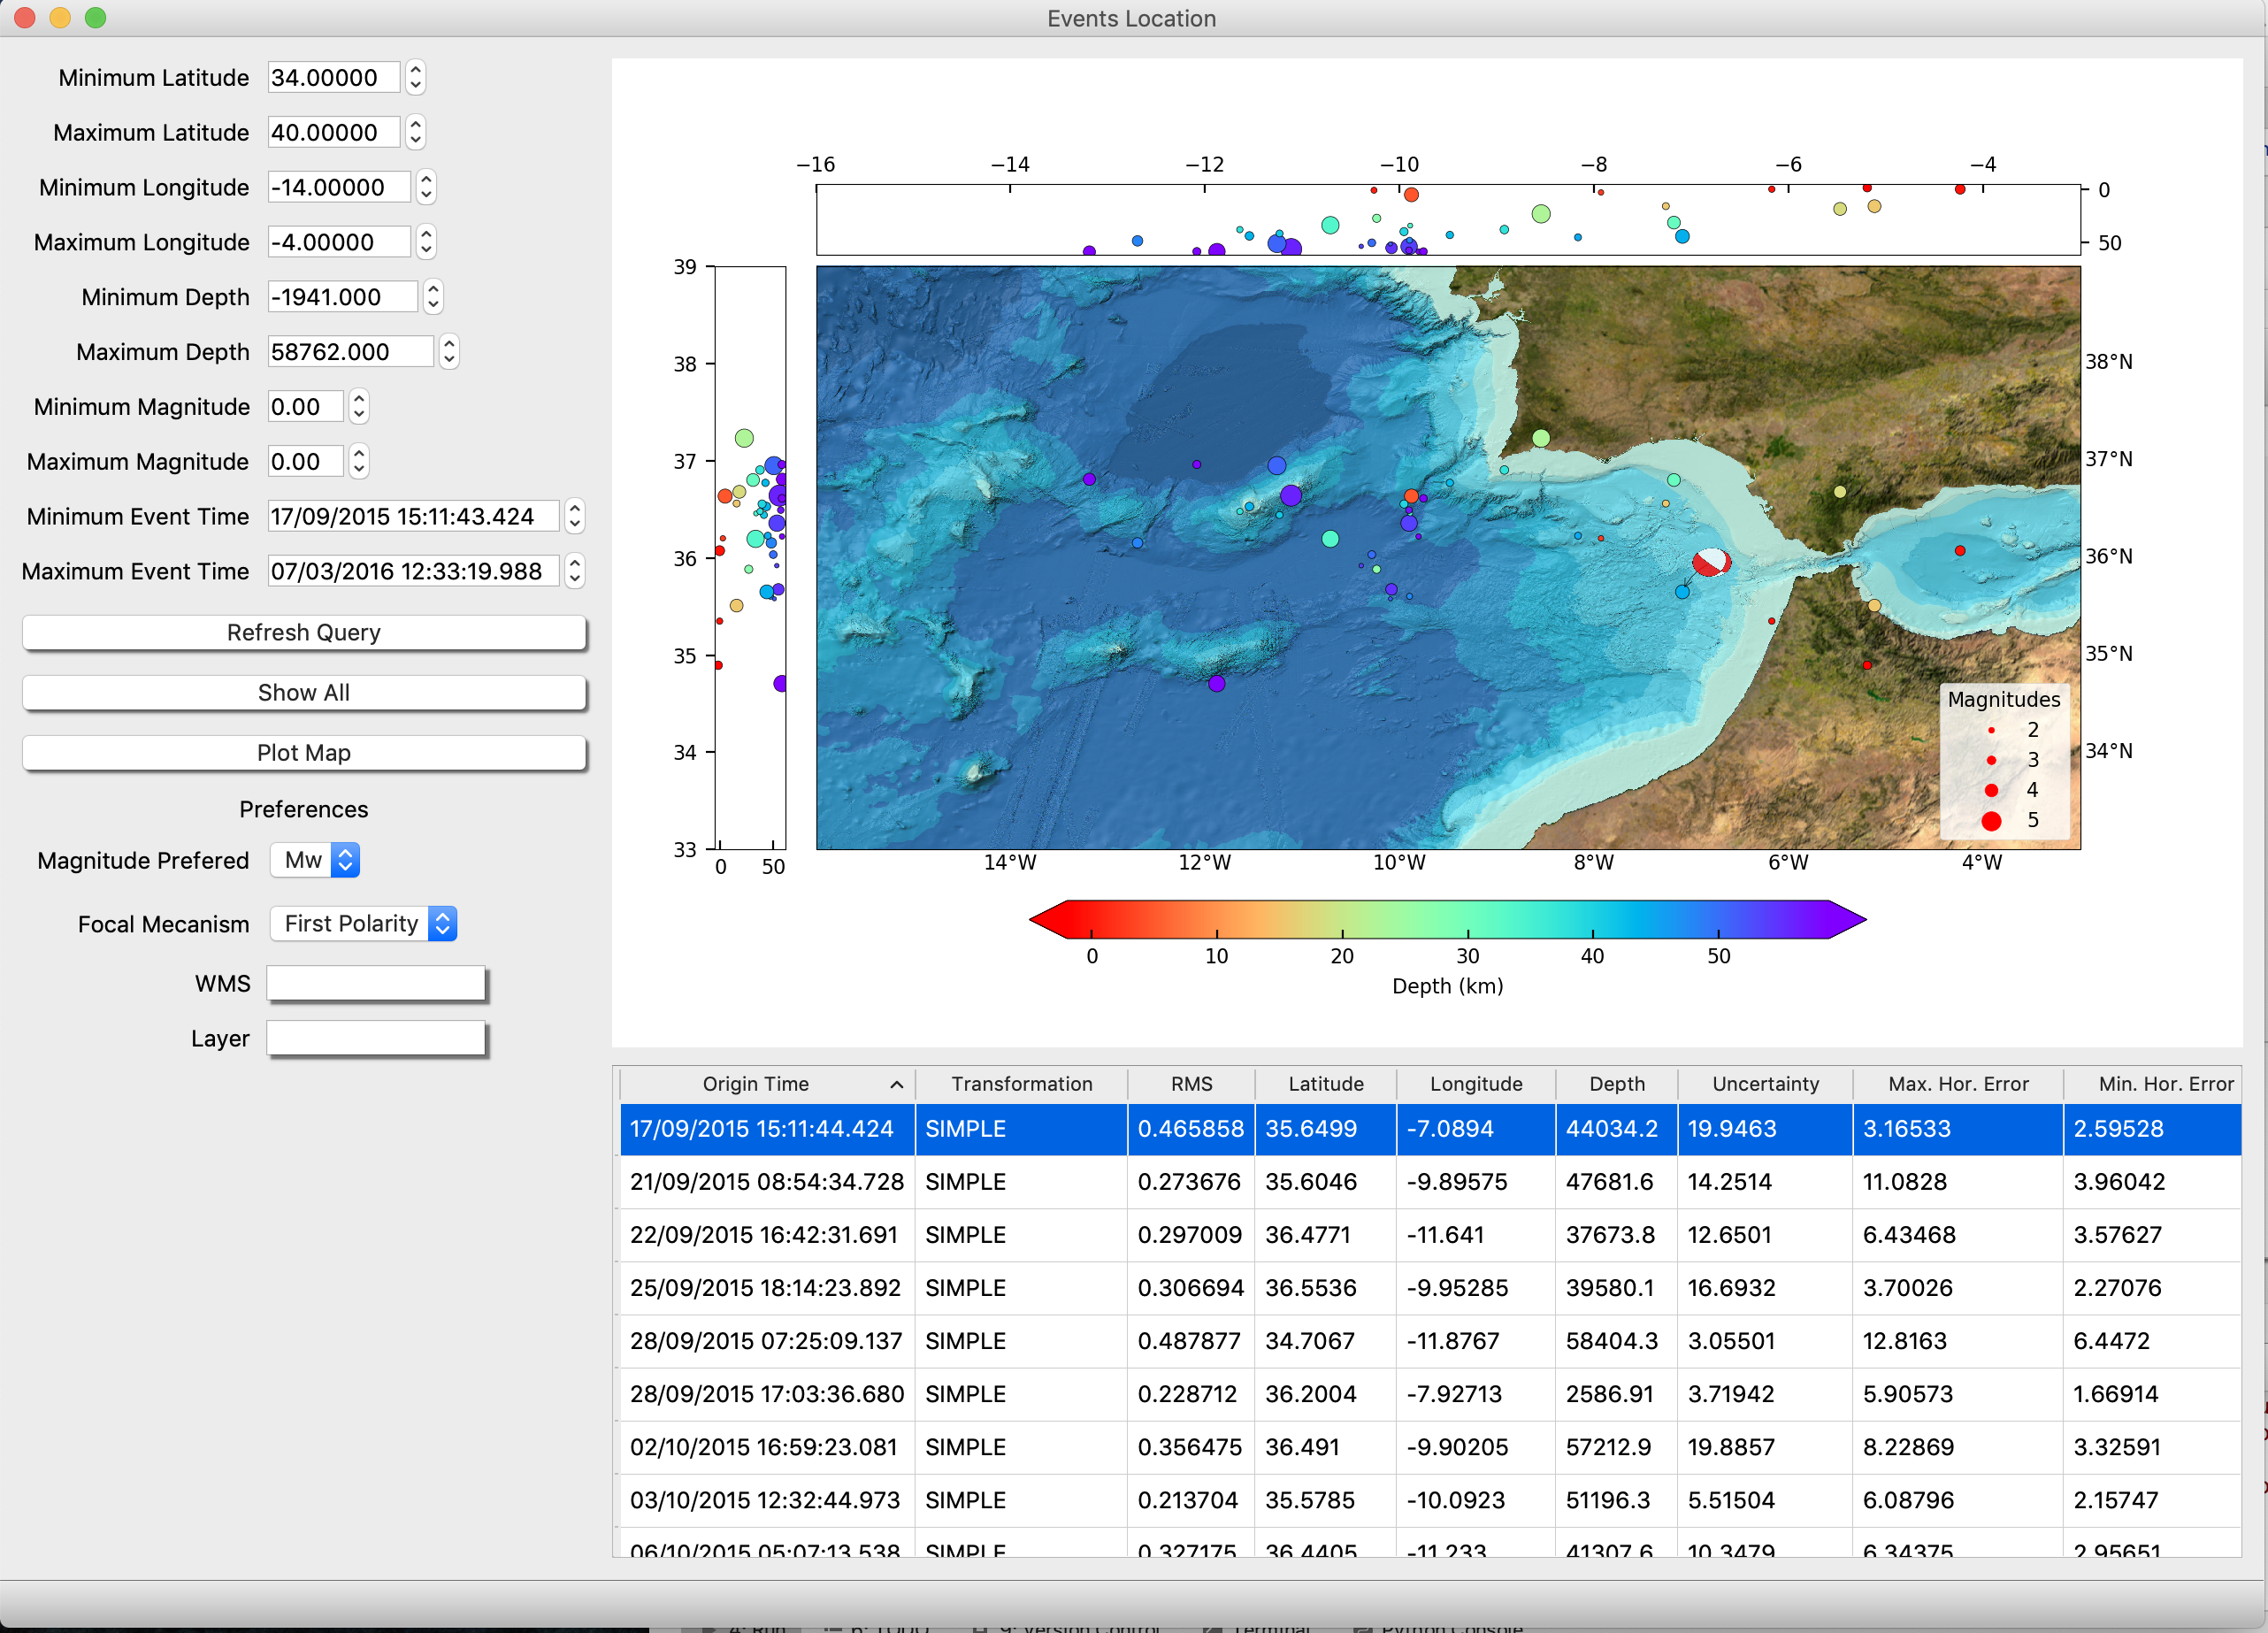 Events Location
Minimum Latitude 34.00000
Maximum Latitude 40.00000
Minimum Longitude -14.00000
Maximum Longitude -4.00000
Minimum Depth -1941.000
Maximum Depth 58762.000
Minimum Magnitude 0.00
Maximum Magnitude 0.00
Minimum Event Time 17/09/2015 15:11:43.424
Maximum Event Time 07/03/2016 12:33:19.988
Refresh Query
Show All
Plot Map
Preferences
Magnitude Prefered Mw
Focal Mecanism First Polarity
WMS
Layer
−16 −14 −12 −10 −8 −6 −4
0
50
39
38
37
36
35
34
33
0 50
38°N
37°N
36°N
35°N
34°N
Magnitudes
2
3
4
5
14°W 12°W 10°W 8°W 6°W 4°W
0 10 20 30 40 50
Depth (km)
Origin Time Transformation RMS Latitude Longitude Depth Uncertainty Max. Hor. Error Min. Hor. Error
17/09/2015 15:11:44.424 SIMPLE 0.465858 35.6499 -7.0894 44034.2 19.9463 3.16533 2.59528
21/09/2015 08:54:34.728 SIMPLE 0.273676 35.6046 -9.89575 47681.6 14.2514 11.0828 3.96042
22/09/2015 16:42:31.691 SIMPLE 0.297009 36.4771 -11.641 37673.8 12.6501 6.43468 3.57627
25/09/2015 18:14:23.892 SIMPLE 0.306694 36.5536 -9.95285 39580.1 16.6932 3.70026 2.27076
28/09/2015 07:25:09.137 SIMPLE 0.487877 34.7067 -11.8767 58404.3 3.05501 12.8163 6.4472
28/09/2015 17:03:36.680 SIMPLE 0.228712 36.2004 -7.92713 2586.91 3.71942 5.90573 1.66914
02/10/2015 16:59:23.081 SIMPLE 0.356475 36.491 -9.90205 57212.9 19.8857 8.22869 3.32591
03/10/2015 12:32:44.973 SIMPLE 0.213704 35.5785 -10.0923 51196.3 5.51504 6.08796 2.15747
06/10/2015 05:07:13.538 SIMPLE 0.327175 36.4405 -11.233 41307.6 10.3479 6.34375 2.95651
4: Run 6: TODO 9: Version Control Terminal Python Console